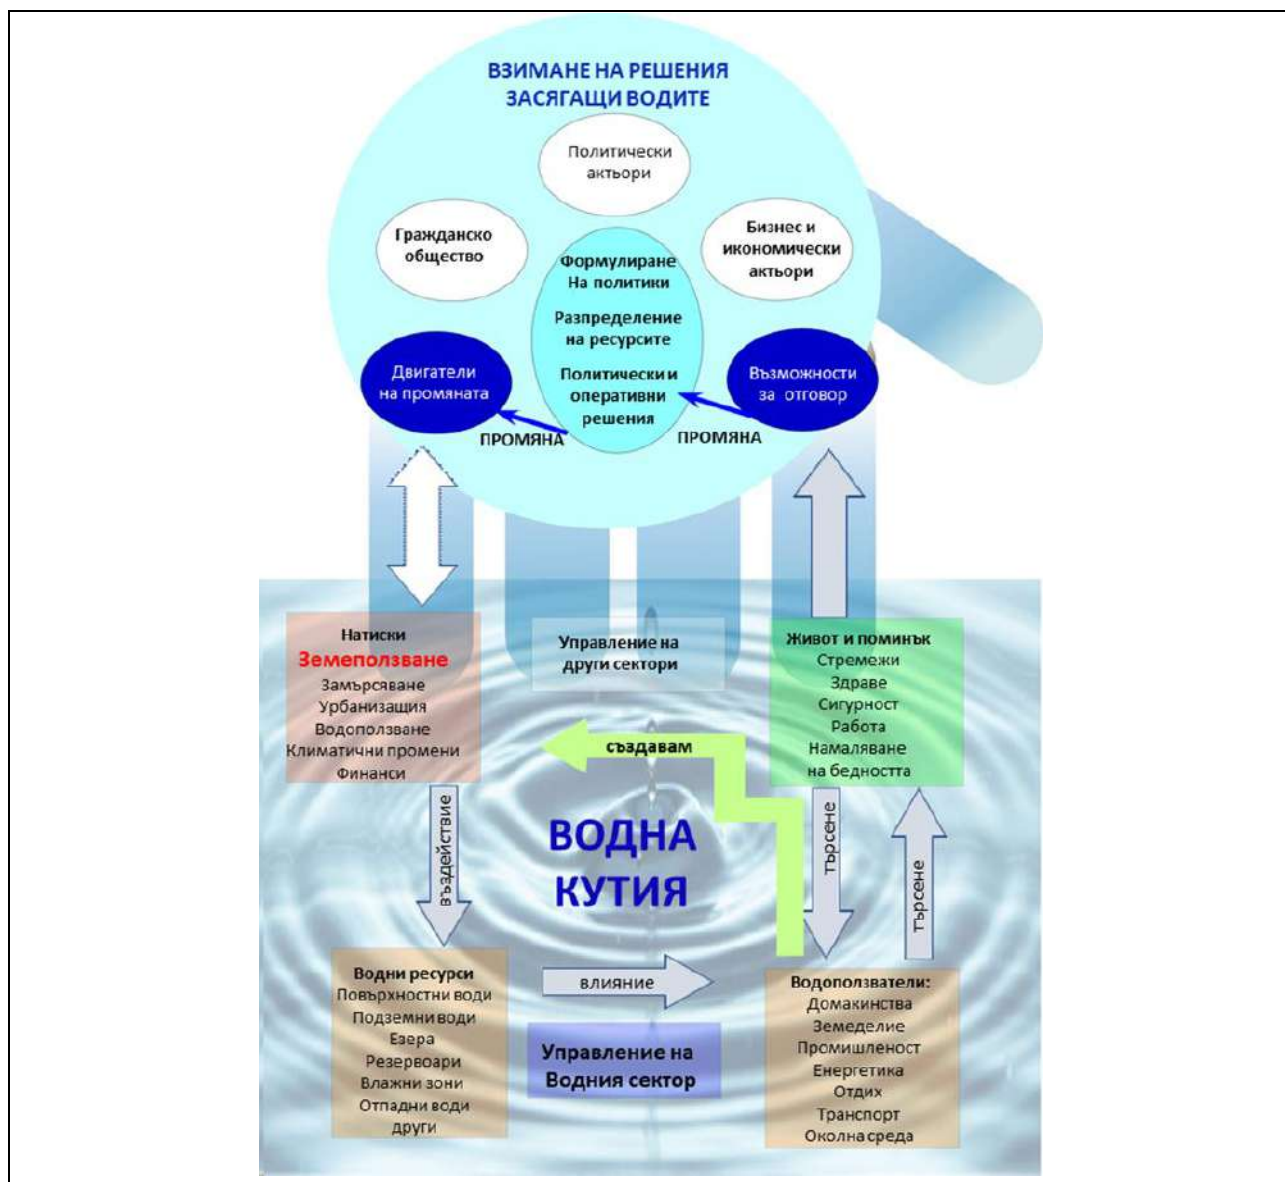 ВЗИМАНЕ НА РЕШЕНИЯ
ЗАСЯГАЩИ ВОДИТЕ
Политически
актьори
Гражданско
общество
Бизнес и
икономически
актьори
Формулиране
На политики
Разпределение
на ресурсите
Политически и
оперативни
решения
Двигатели
на промяната
Възможности
за отговор
ПРОМЯНА
ПРОМЯНА
Натиски
Земеползване
Замърсяване
Урбанизация
Водоползване
Климатични промени
Финанси
Управление на
други сектори
Живот и поминък
Стремежи
Здраве
Сигурност
Работа
Намаляване
на бедността
създавам
въздействие
ВОДНА
КУТИЯ
търсене
търсене
Водни ресурси
Повърхностни води
Подземни води
Езера
Резервоари
Влажни зони
Отпадни води
други
влияние
Управление на
Водния сектор
Водоползватели:
Домакинства
Земеделие
Промишленост
Енергетика
Отдих
Транспорт
Околна среда